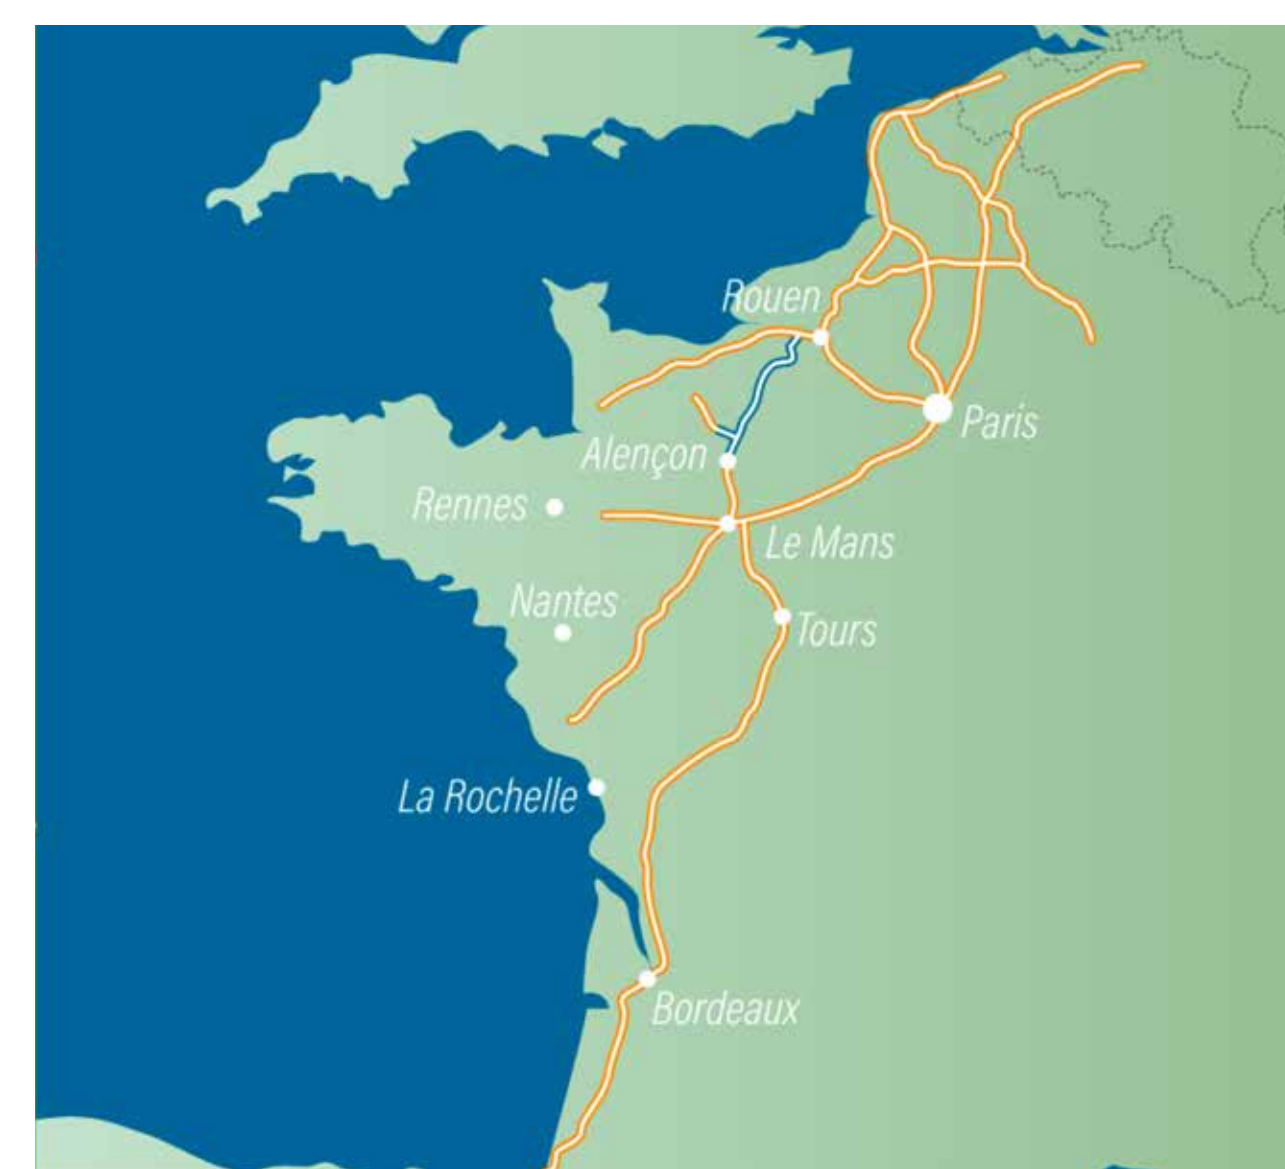 Rouen
Paris
Alençon
Rennes
Le Mans
Nantes
Tours
La Rochelle
Bordeaux